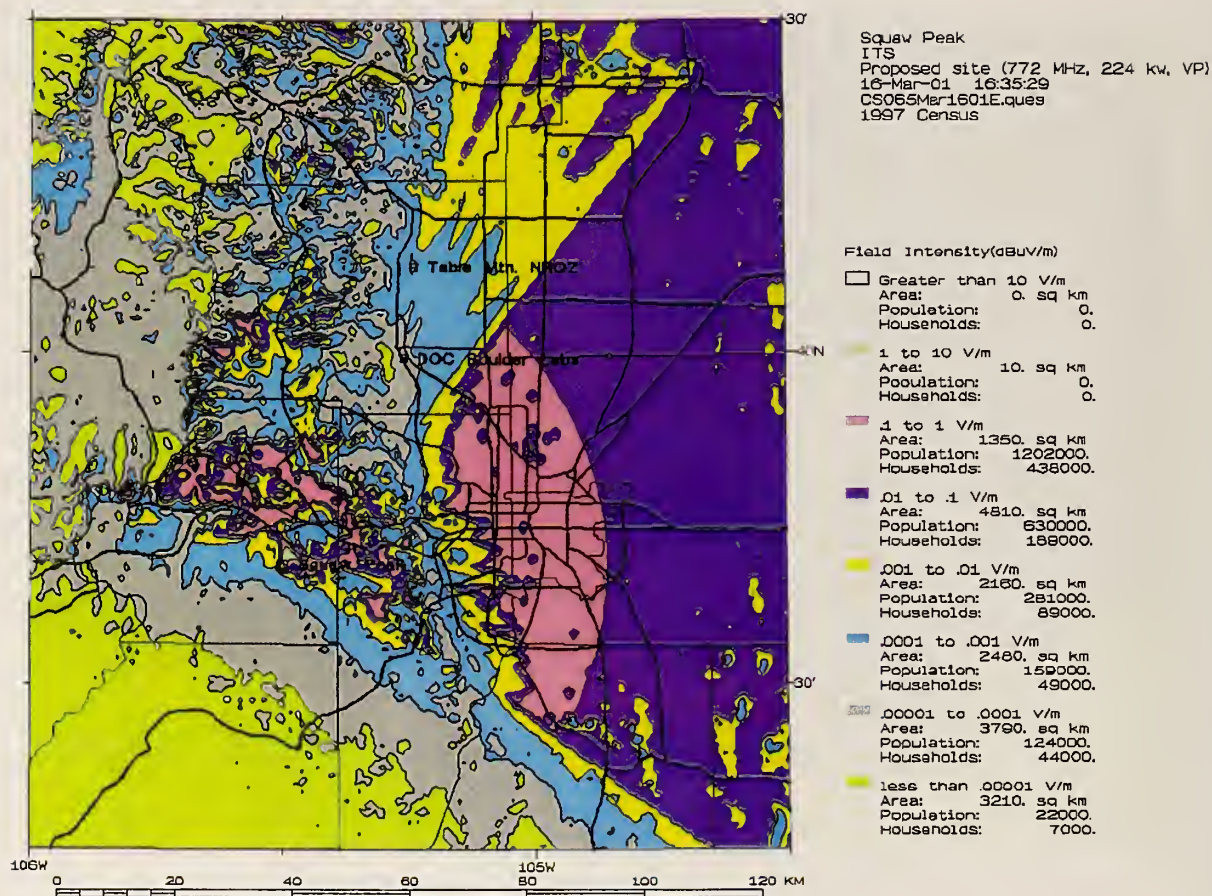 30'
Squaw Peak
ITS
Proposed site (772 MHz, 224 kw, VP)
16-Mar-01 16:35:29
CS065Mar1601E.ques
1997 Census
Table Mtn. NRQZ
DOC Boulder Labs
40N
Squaw Peak
30'
106W
105W
0 20 40 60 80 100 120 KM
Field Intensity(dBuV/m)
Greater than 10 V/m
Area: 0. sq km
Population: 0.
Households: 0.
1 to 10 V/m
Area: 10. sq km
Population: 0.
Households: 0.
.1 to 1 V/m
Area: 1350. sq km
Population: 1202000.
Households: 438000.
.01 to .1 V/m
Area: 4810. sq km
Population: 630000.
Households: 188000.
.001 to .01 V/m
Area: 2160. sq km
Population: 281000.
Households: 89000.
.0001 to .001 V/m
Area: 2480. sq km
Population: 159000.
Households: 49000.
.00001 to .0001 V/m
Area: 3790. sq km
Population: 124000.
Households: 44000.
less than .00001 V/m
Area: 3210. sq km
Population: 22000.
Households: 7000.